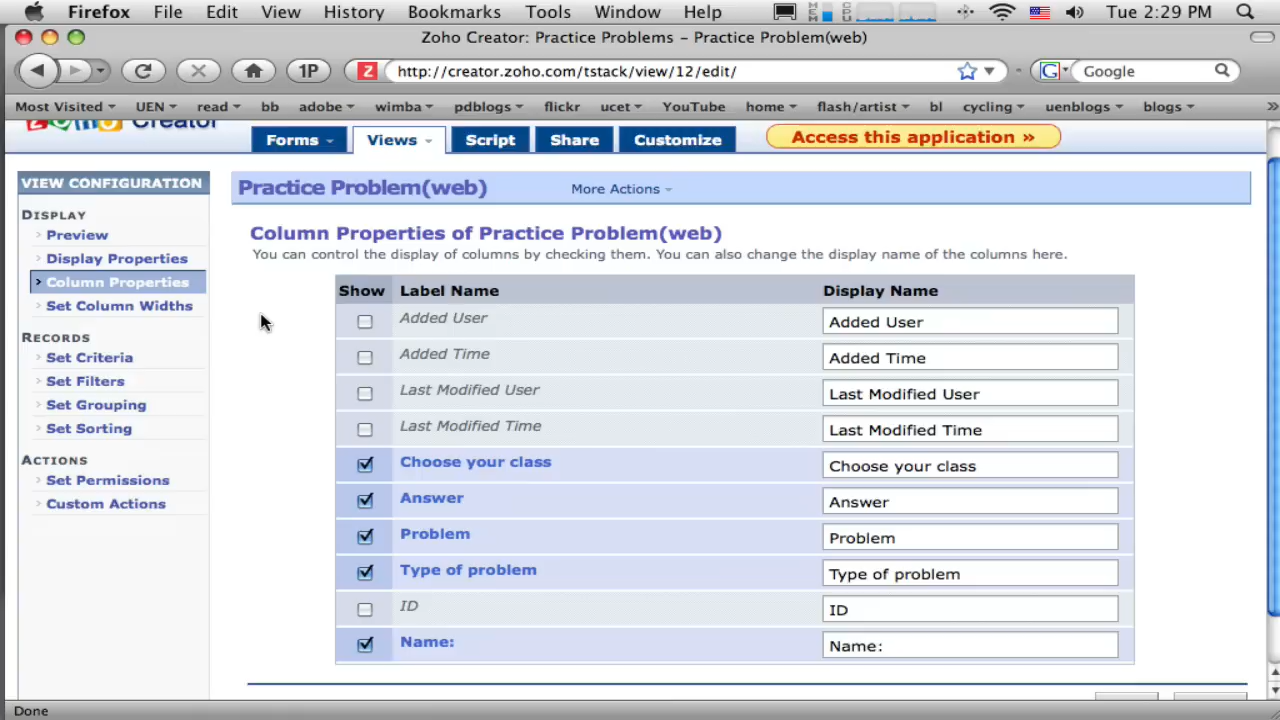 Firefox File Edit View History Bookmarks Tools Window Help Tue 2:29 PM
Zoho Creator: Practice Problems – Practice Problem(web)
1P Z http://creator.zoho.com/tstack/view/12/edit/ G Google
Most Visited UEN read bb adobe wimba pdblogs flickr ucet YouTube home flash/artist bl cycling uenblogs blogs »
Creator Forms Views Script Share Customize Access this application »
VIEW CONFIGURATION
DISPLAY
Preview
Display Properties
Column Properties
Set Column Widths
RECORDS
Set Criteria
Set Filters
Set Grouping
Set Sorting
ACTIONS
Set Permissions
Custom Actions
Practice Problem(web) More Actions
Column Properties of Practice Problem(web)
You can control the display of columns by checking them. You can also change the display name of the columns here.
Show Label Name Display Name
Added User Added User
Added Time Added Time
Last Modified User Last Modified User
Last Modified Time Last Modified Time
Choose your class Choose your class
Answer Answer
Problem Problem
Type of problem Type of problem
ID ID
Name: Name:
Done